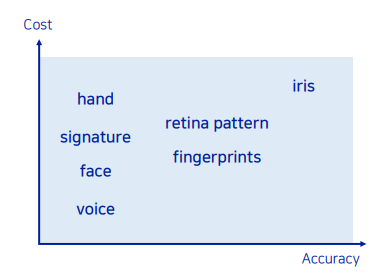 Cost
iris
hand
retina pattern
signature
fingerprints
face
voice
Accuracy